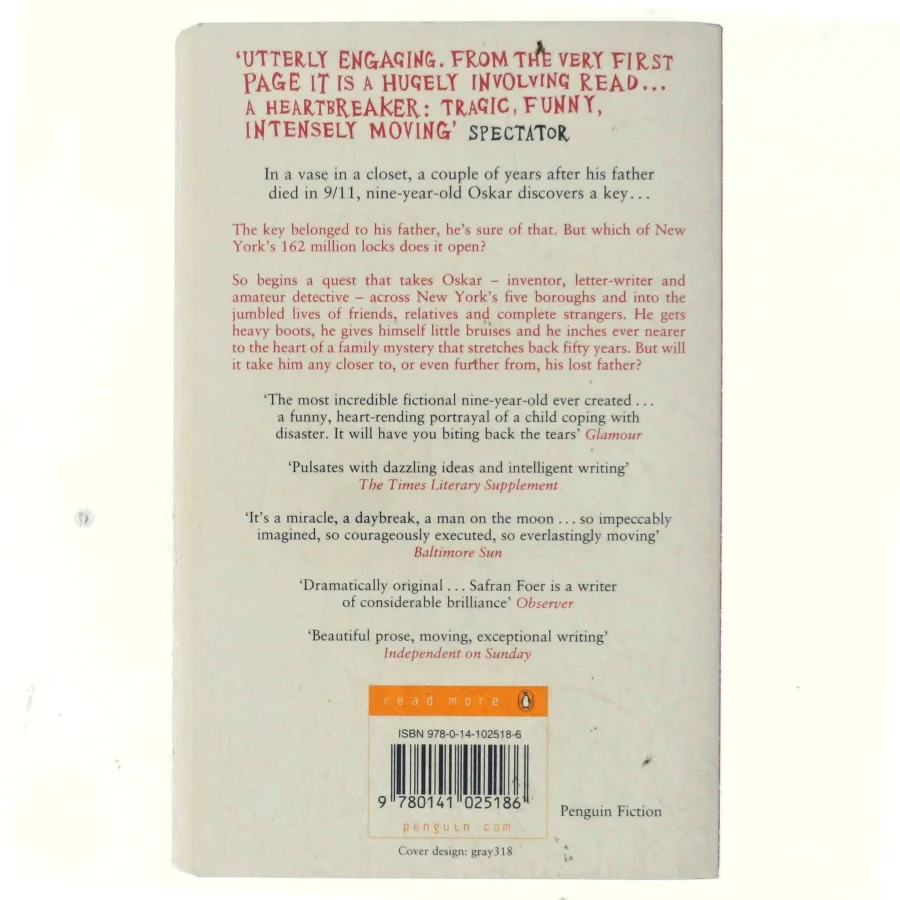 ‘UTTERLY ENGAGING. FROM THE VERY FIRST
PAGE IT IS A HUGELY INVOLVING READ...
A HEARTBREAKER: TRAGIC, FUNNY,
INTENSELY MOVING’ SPECTATOR
In a vase in a closet, a couple of years after his father
died in 9/11, nine-year-old Oskar discovers a key...
The key belonged to his father, he’s sure of that. But which of New
York’s 162 million locks does it open?
So begins a quest that takes Oskar – inventor, letter-writer and
amateur detective – across New York’s five boroughs and into the
jumbled lives of friends, relatives and complete strangers. He gets
heavy boots, he gives himself little bruises and he inches ever nearer
to the heart of a family mystery that stretches back fifty years. But will
it take him any closer to, or even further from, his lost father?
‘The most incredible fictional nine-year-old ever created ...
a funny, heart-rending portrayal of a child coping with
disaster. It will have you biting back the tears’ Glamour
‘Pulsates with dazzling ideas and intelligent writing’
The Times Literary Supplement
‘It’s a miracle, a daybreak, a man on the moon ... so impeccably
imagined, so courageously executed, so everlastingly moving’
Baltimore Sun
‘Dramatically original ... Safran Foer is a writer
of considerable brilliance’ Observer
‘Beautiful prose, moving, exceptional writing’
Independent on Sunday
read more
ISBN 978-0-14-102518-6
9 780141 025186
penguin.com
Penguin Fiction
Cover design: gray318